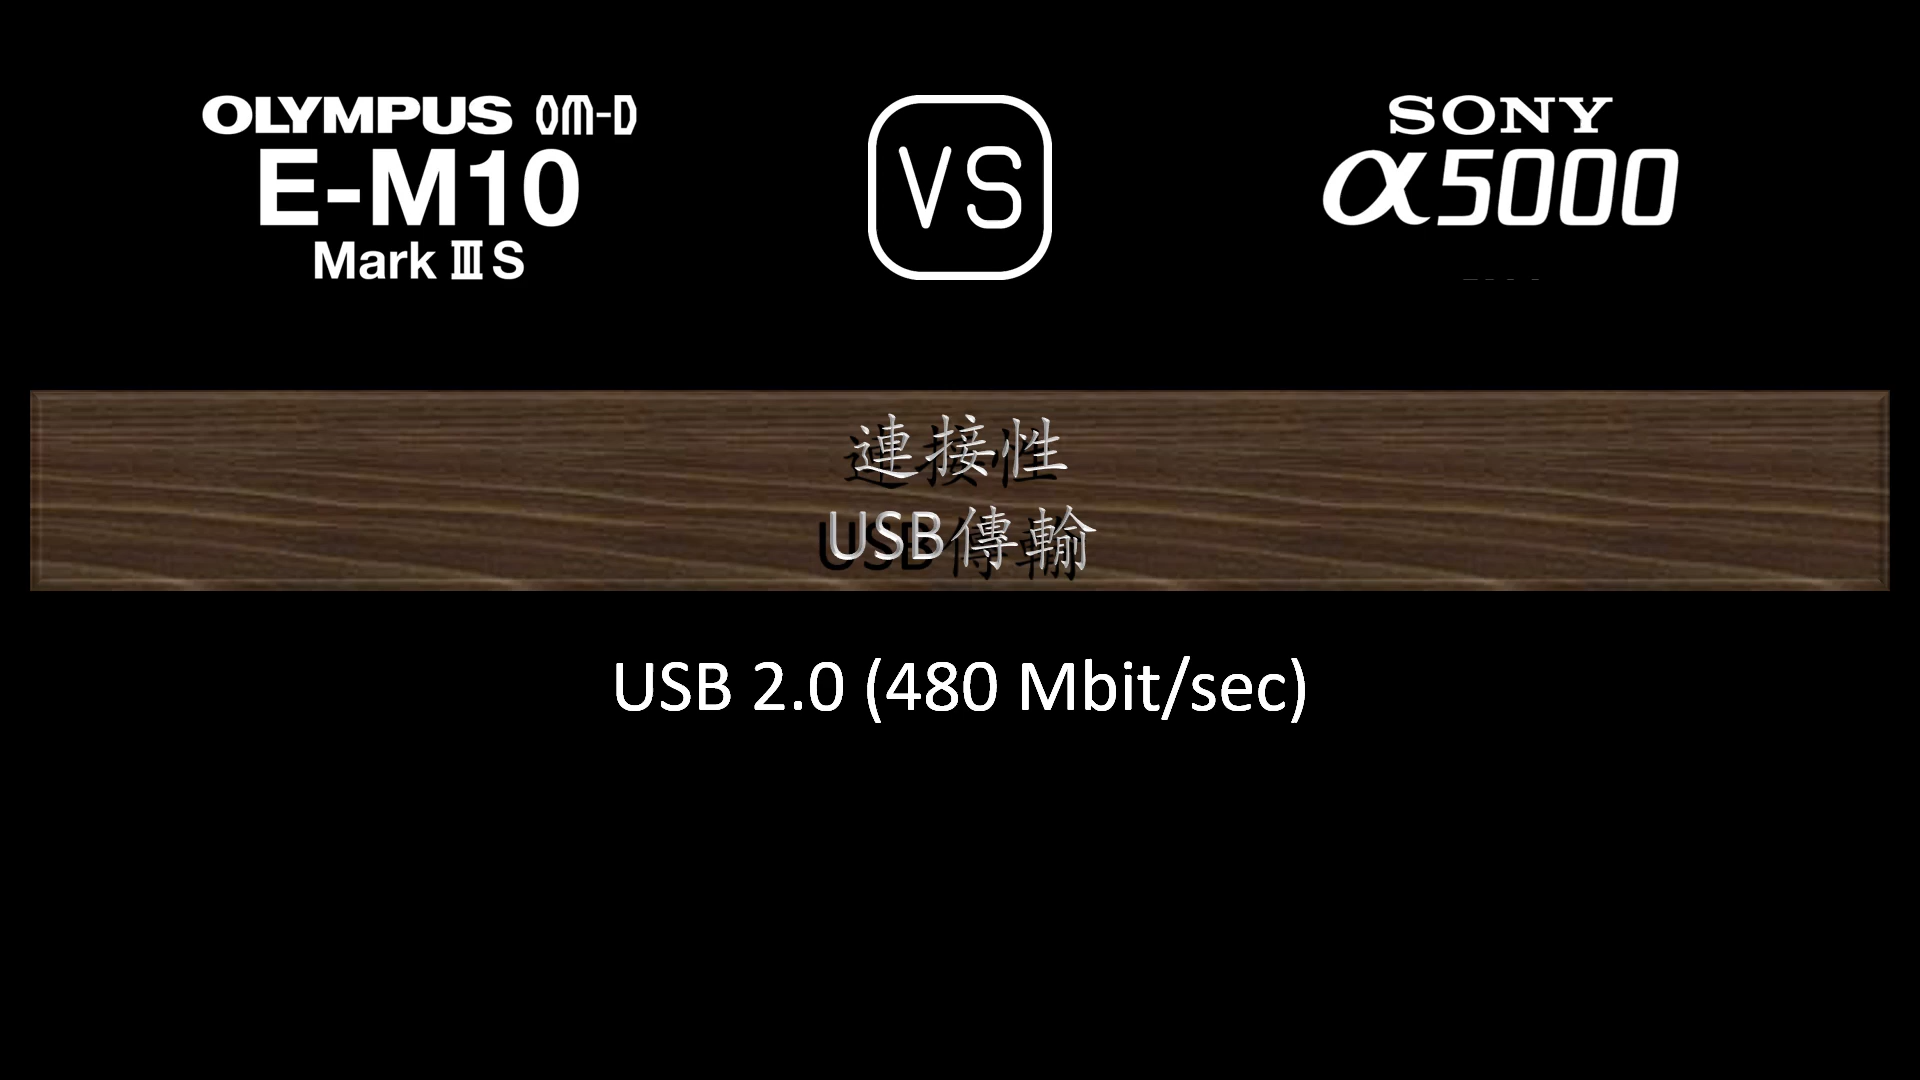 OLYMPUS OM-D
E-M10
Mark III S
VS
SONY
α5000
連接性
USB傳輸
USB 2.0 (480 Mbit/sec)